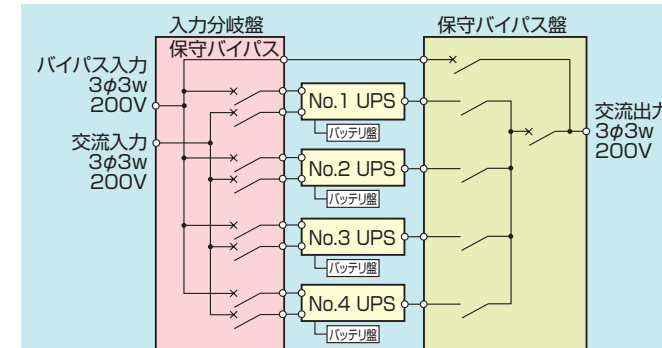 入力分岐盤
保守バイパス盤
保守バイパス
バイパス入力
3φ3w
200V
交流入力
3φ3w
200V
No.1 UPS
バッテリ盤
No.2 UPS
バッテリ盤
No.3 UPS
バッテリ盤
No.4 UPS
バッテリ盤
交流出力
3φ3w
200V